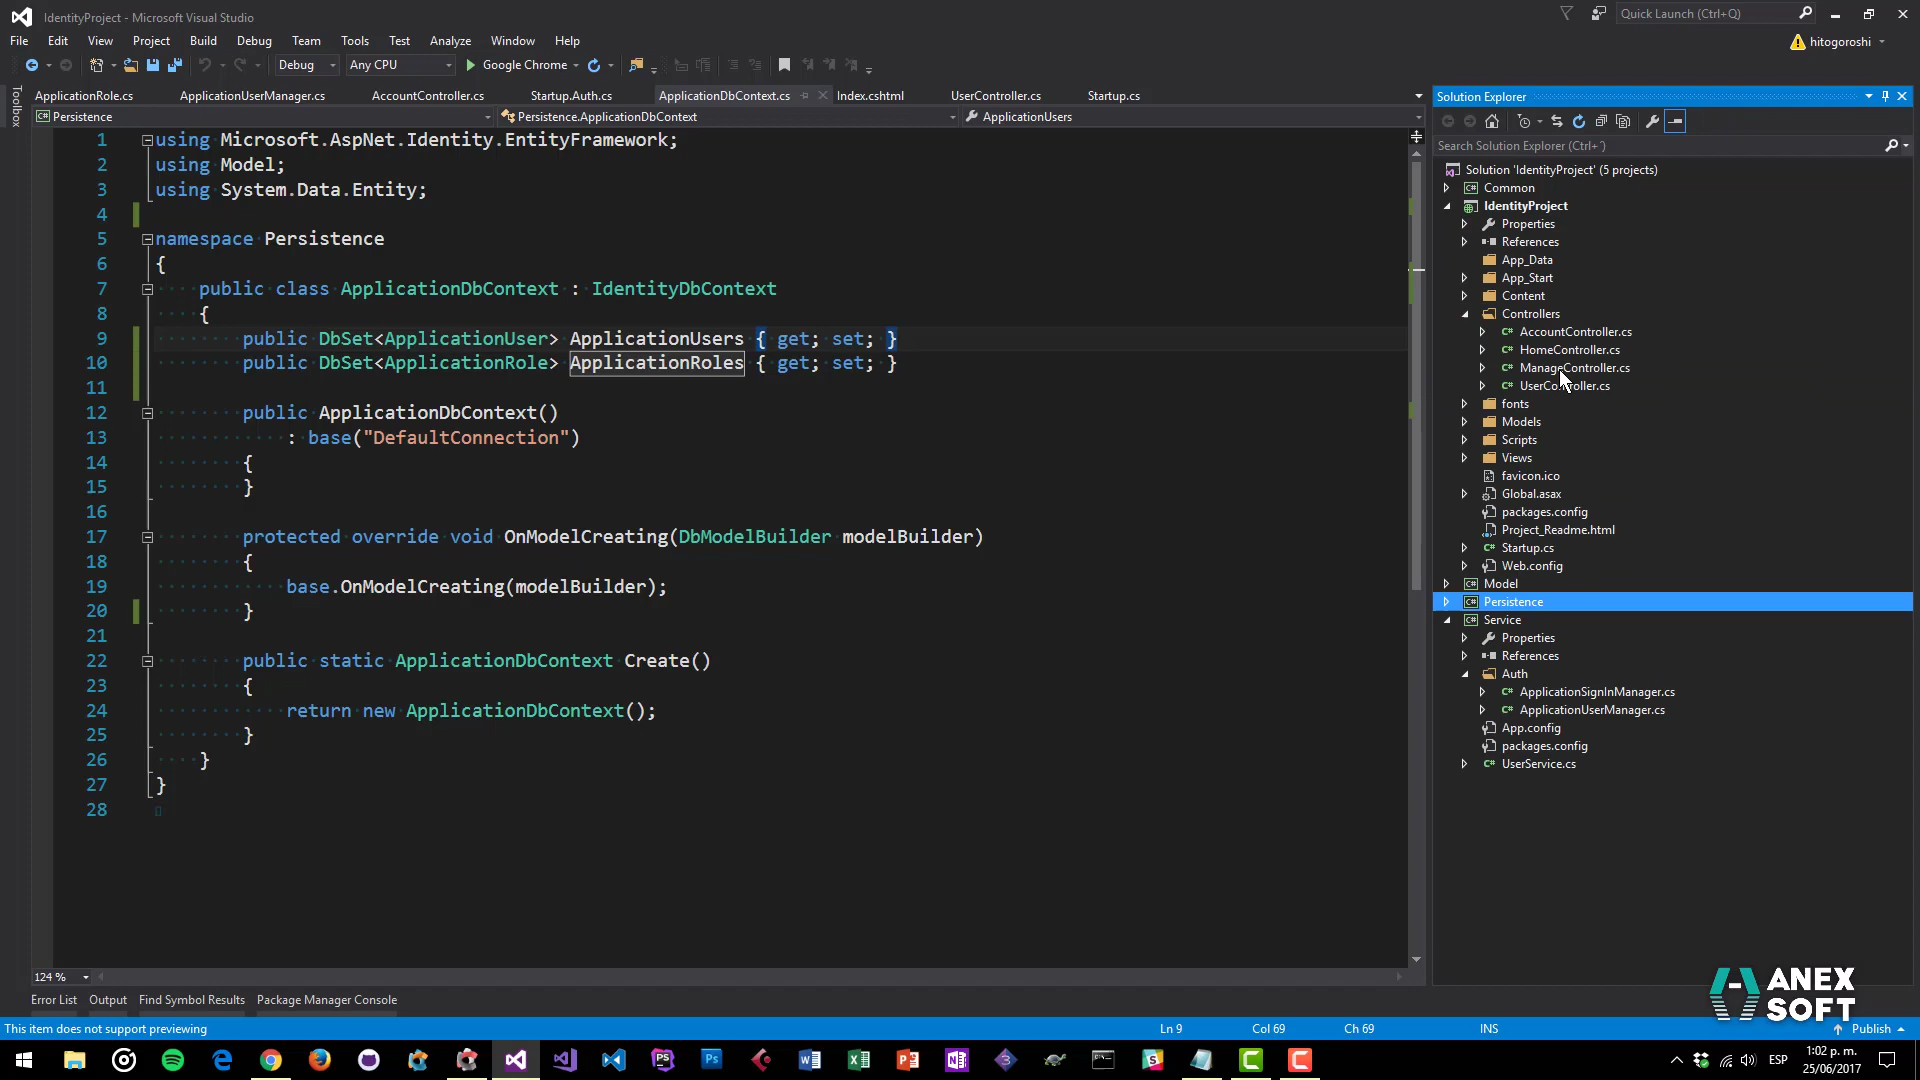 IdentityProject - Microsoft Visual Studio
Quick Launch (Ctrl+Q)
File Edit View Project Build Debug Team Tools Test Analyze Window Help
hitogoroshi
Debug Any CPU Google Chrome
Toolbox
ApplicationRole.cs ApplicationUserManager.cs AccountController.cs Startup.Auth.cs ApplicationDbContext.cs Index.cshtml UserController.cs Startup.cs
Persistence Persistence.ApplicationDbContext ApplicationUsers
1 using Microsoft.AspNet.Identity.EntityFramework;
2 using Model;
3 using System.Data.Entity;
4
5 namespace Persistence
6 {
7 public class ApplicationDbContext : IdentityDbContext
8 {
9 public DbSet<ApplicationUser> ApplicationUsers { get; set; }
10 public DbSet<ApplicationRole> ApplicationRoles { get; set; }
11
12 public ApplicationDbContext()
13 : base("DefaultConnection")
14 {
15 }
16
17 protected override void OnModelCreating(DbModelBuilder modelBuilder)
18 {
19 base.OnModelCreating(modelBuilder);
20 }
21
22 public static ApplicationDbContext Create()
23 {
24 return new ApplicationDbContext();
25 }
26 }
27 }
28
124 %
Error List Output Find Symbol Results Package Manager Console
Solution Explorer
Search Solution Explorer (Ctrl+´)
Solution 'IdentityProject' (5 projects)
Common
IdentityProject
Properties
References
App_Data
App_Start
Content
Controllers
AccountController.cs
HomeController.cs
ManageController.cs
UserController.cs
fonts
Models
Scripts
Views
favicon.ico
Global.asax
packages.config
Project_Readme.html
Startup.cs
Web.config
Model
Persistence
Service
Properties
References
Auth
ApplicationSignInManager.cs
ApplicationUserManager.cs
App.config
packages.config
UserService.cs
ANEX
SOFT
This item does not support previewing Ln 9 Col 69 Ch 69 INS Publish
ESP 1:02 p. m.
25/06/2017